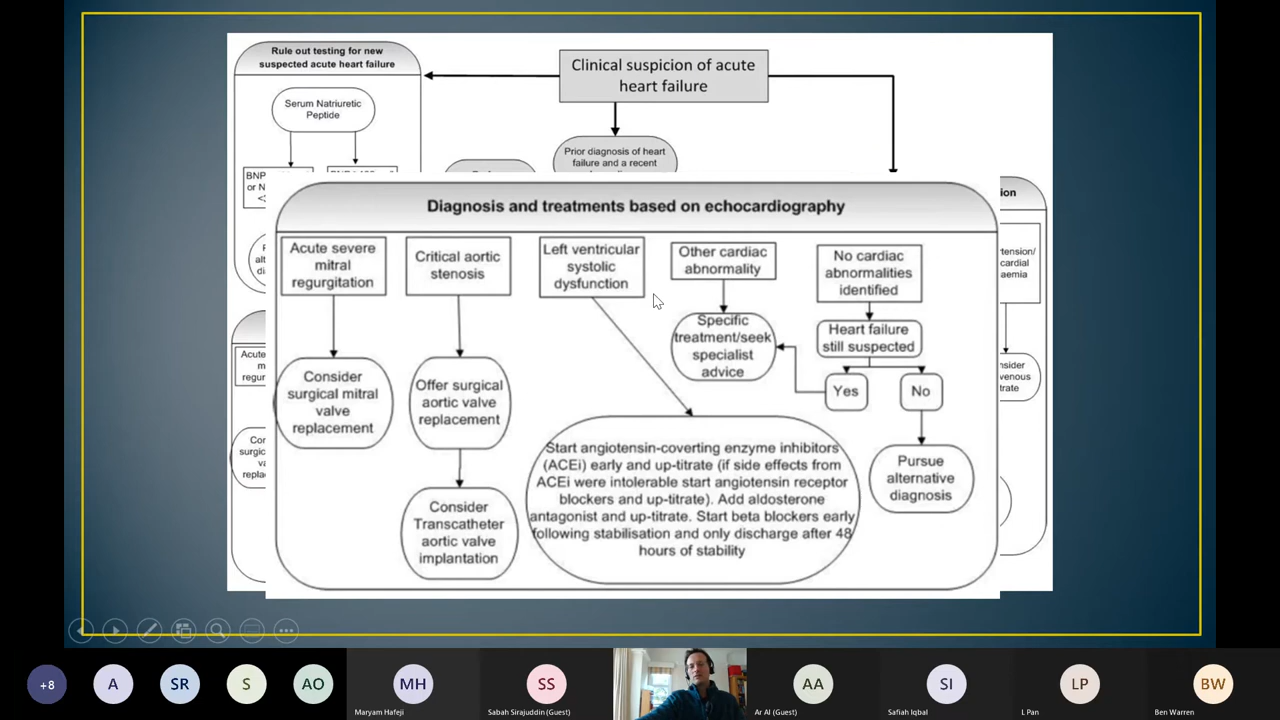 Rule out testing for new
suspected acute heart failure
Clinical suspicion of acute
heart failure
Serum Natriuretic
Peptide
Prior diagnosis of heart
failure and a recent
BNP
or N
Diagnosis and treatments based on echocardiography
Acute severe
mitral
regurgitation
Critical aortic
stenosis
Left ventricular
systolic
dysfunction
Other cardiac
abnormality
No cardiac
abnormalities
identified
Specific
treatment/seek
specialist
advice
Heart failure
still suspected
Yes
No
Consider
surgical mitral
valve
replacement
Offer surgical
aortic valve
replacement
Consider
Transcatheter
aortic valve
implantation
Start angiotensin-coverting enzyme inhibitors
(ACEi) early and up-titrate (if side effects from
ACEi were intolerable start angiotensin receptor
blockers and up-titrate). Add aldosterone
antagonist and up-titrate. Start beta blockers early
following stabilisation and only discharge after 48
hours of stability
Pursue
alternative
diagnosis
ion
tension/
cardial
aemia
nsider
venous
trate
Acute
regur
surgic
repla
+8
A
SR
S
AO
MH
Maryam Hafeji
SS
Sabah Sirajuddin (Guest)
AA
Ar Al (Guest)
SI
Safiah Iqbal
LP
L Pan
BW
Ben Warren